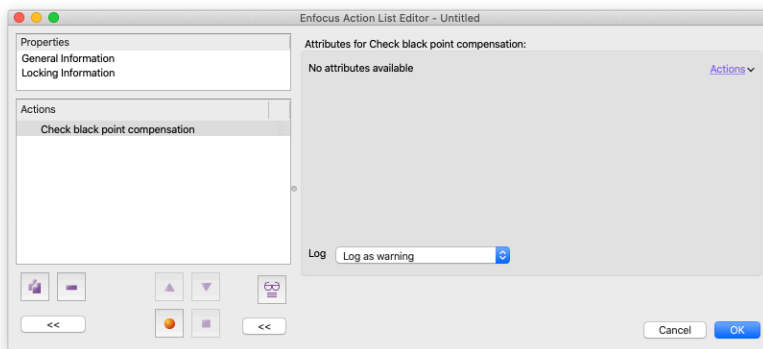 Enfocus Action List Editor - Untitled
Properties
General Information
Locking Information
Actions
Check black point compensation
<<
<<
Attributes for Check black point compensation:
No attributes available
Actions
Log
Log as warning
Cancel
OK